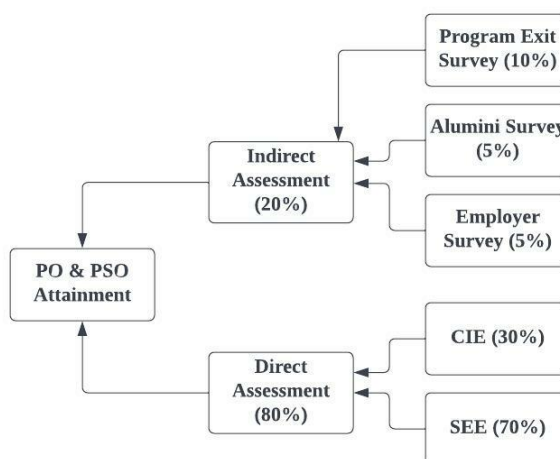 Program Exit
Survey (10%)
Alumini Survey
(5%)
Indirect
Assessment
(20%)
Employer
Survey (5%)
PO & PSO
Attainment
CIE (30%)
Direct
Assessment
(80%)
SEE (70%)